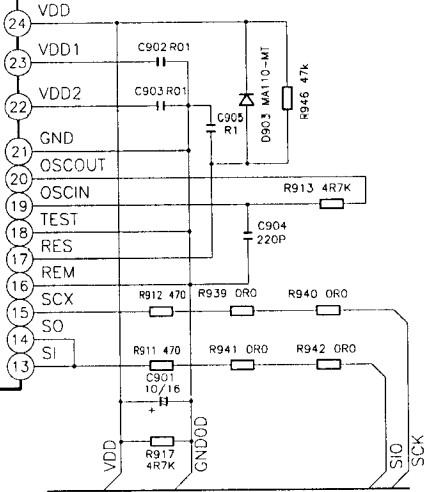 24 VDD
23 VDD1
C902 R01
22 VDD2
C903 R01
C905
R1
D903 MA110-MT
R946 47k
21 GND
20 OSCOUT
R913 4R7K
19 OSCIN
C904
220P
18 TEST
17 RES
16 REM
15 SCX
R912 470
R939 0R0
R940 0R0
14 SO
13 SI
R911 470
R941 0R0
R942 0R0
C901
10/16
+
R917
4R7K
VDD
GNDOD
SIO
SCK